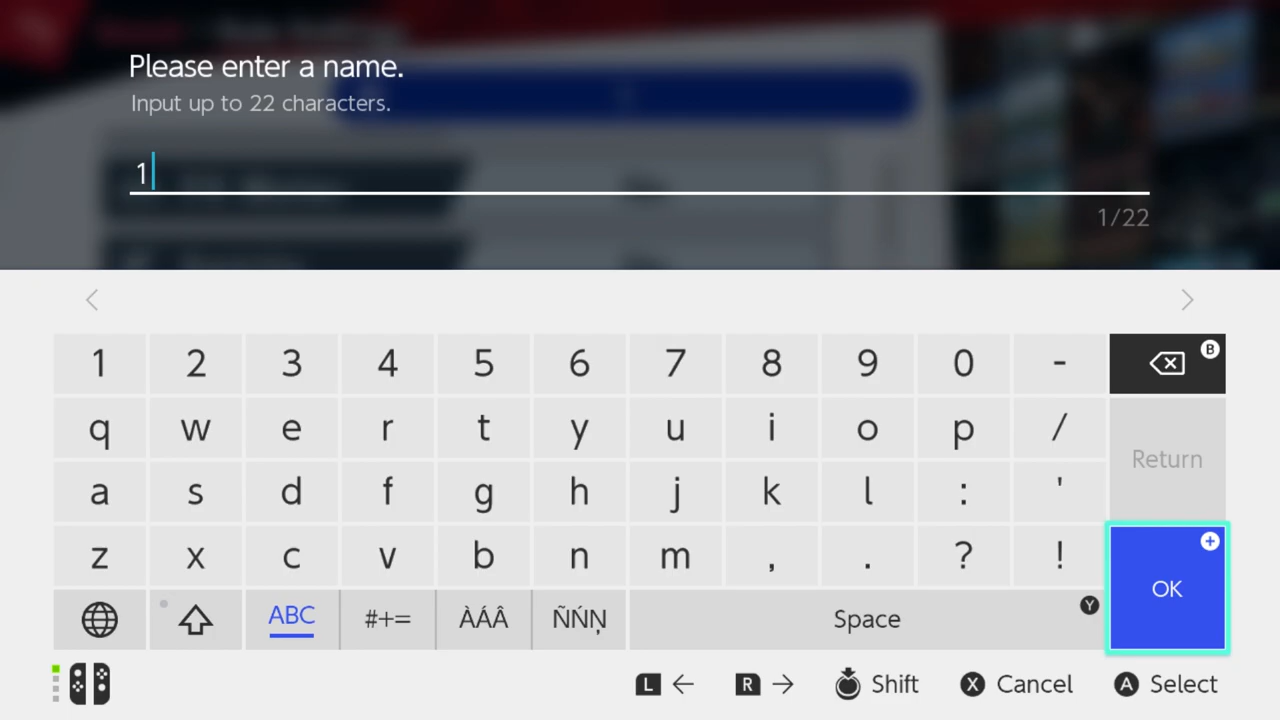 Please enter a name.
Input up to 22 characters.
1
1/22
1 2 3 4 5 6 7 8 9 0 - B
q w e r t y u i o p / Return
a s d f g h j k l : '
z x c v b n m , . ? ! + OK
ABC #+= ÀÁÂ ÑŃŅ Space Y
L ← R → Shift X Cancel A Select